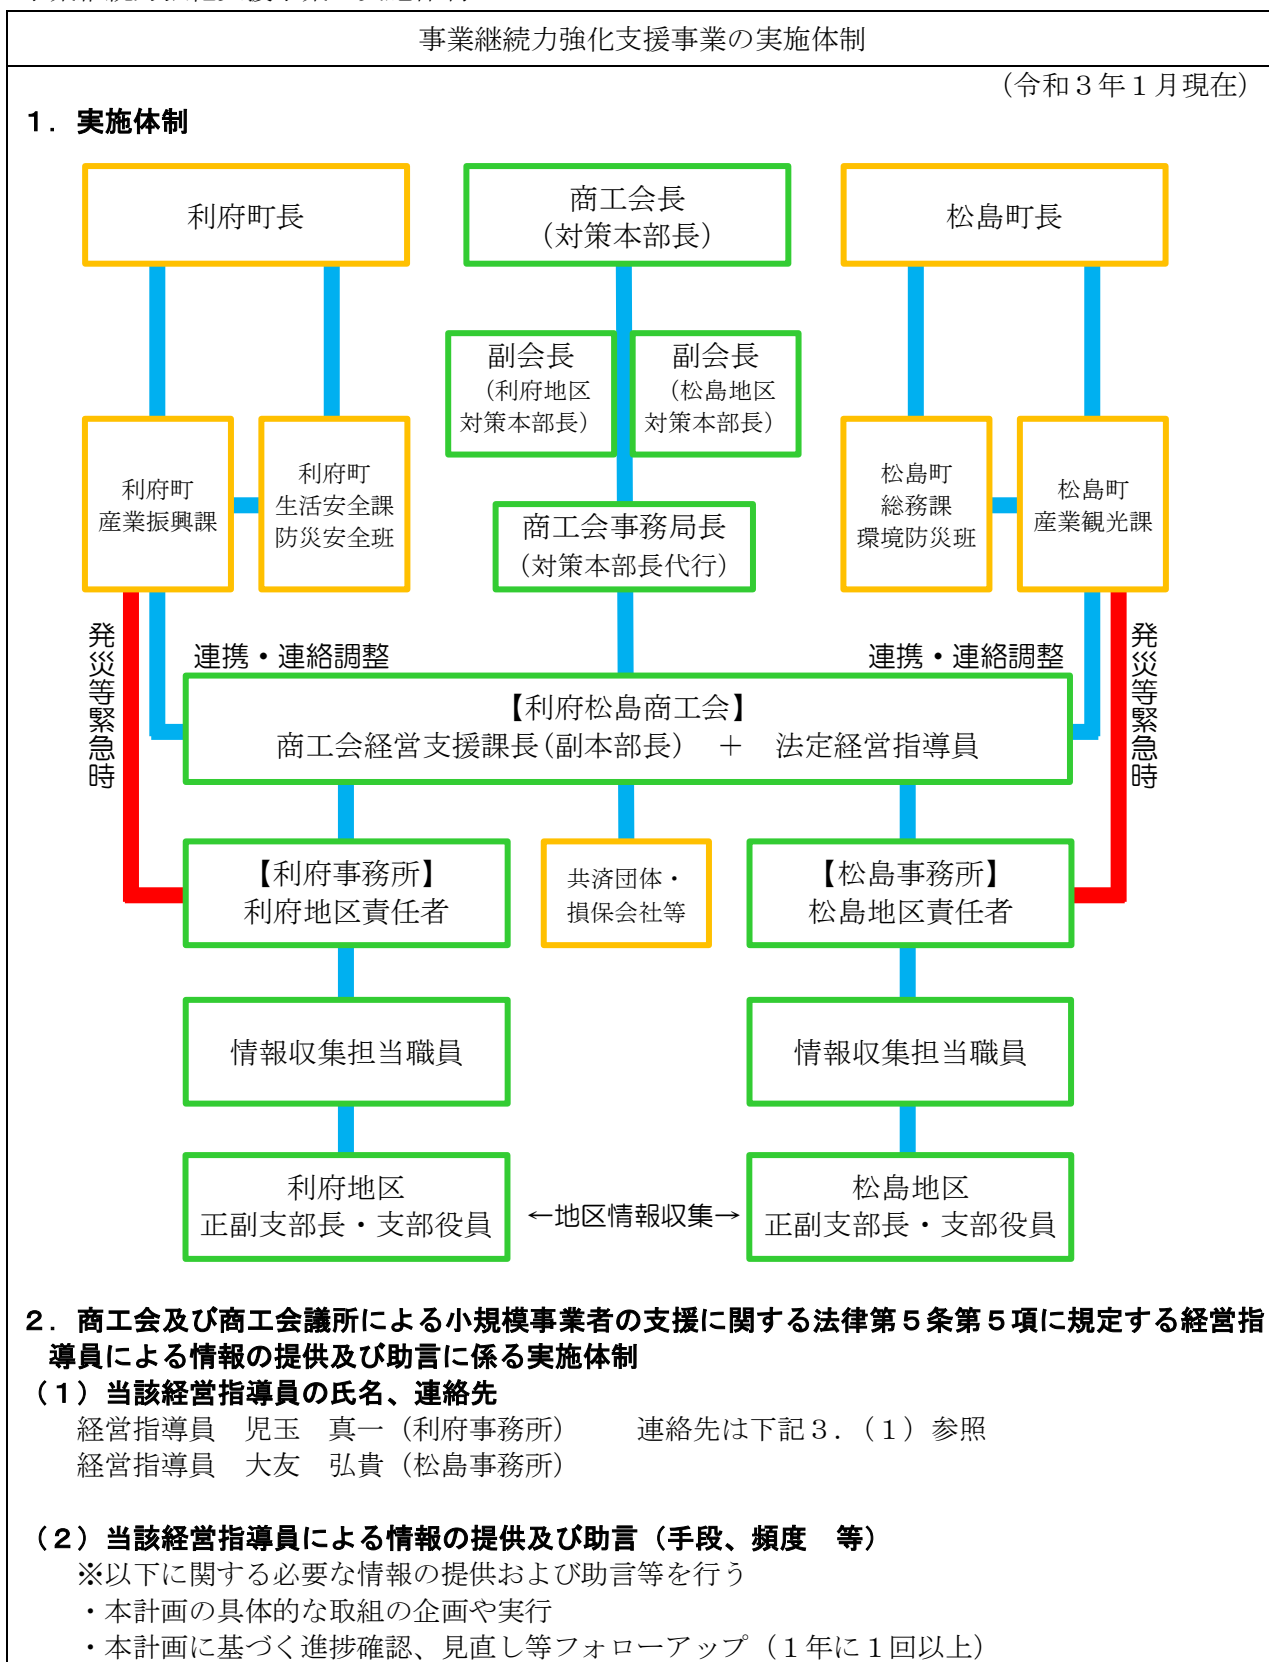 事業継続力強化支援事業の実施体制
（令和３年１月現在）
１．実施体制
利府町長
商工会長
（対策本部長）
松島町長
副会長
（利府地区
対策本部長）
副会長
（松島地区
対策本部長）
利府町
産業振興課
利府町
生活安全課
防災安全班
商工会事務局長
（対策本部長代行）
松島町
総務課
環境防災班
松島町
産業観光課
発災等緊急時
連携・連絡調整
連携・連絡調整
発災等緊急時
【利府松島商工会】
商工会経営支援課長（副本部長）　＋　法定経営指導員
【利府事務所】
利府地区責任者
共済団体・
損保会社等
【松島事務所】
松島地区責任者
情報収集担当職員
情報収集担当職員
利府地区
正副支部長・支部役員
←地区情報収集→
松島地区
正副支部長・支部役員
２．商工会及び商工会議所による小規模事業者の支援に関する法律第５条第５項に規定する経営指
導員による情報の提供及び助言に係る実施体制
（１）当該経営指導員の氏名、連絡先
経営指導員　児玉　真一（利府事務所）　　連絡先は下記３．（１）参照
経営指導員　大友　弘貴（松島事務所）
（２）当該経営指導員による情報の提供及び助言（手段、頻度　等）
※以下に関する必要な情報の提供および助言等を行う
・本計画の具体的な取組の企画や実行
・本計画に基づく進捗確認、見直し等フォローアップ（１年に１回以上）